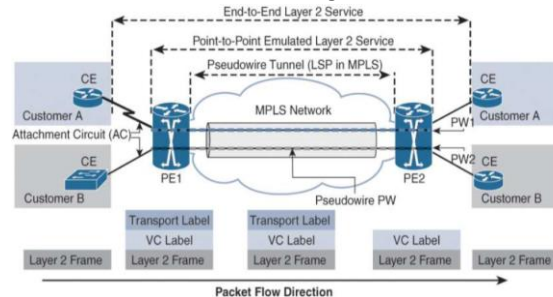 End-to-End Layer 2 Service
Point-to-Point Emulated Layer 2 Service
Pseudowire Tunnel (LSP in MPLS)
CE
CE
Customer A
MPLS Network
PW1
Customer A
Attachment Circuit (AC)
CE
PW2
CE
PE1
PE2
Customer B
Pseudowire PW
Customer B
Transport Label
Transport Label
VC Label
VC Label
VC Label
Layer 2 Frame
Layer 2 Frame
Layer 2 Frame
Layer 2 Frame
Layer 2 Frame
Packet Flow Direction